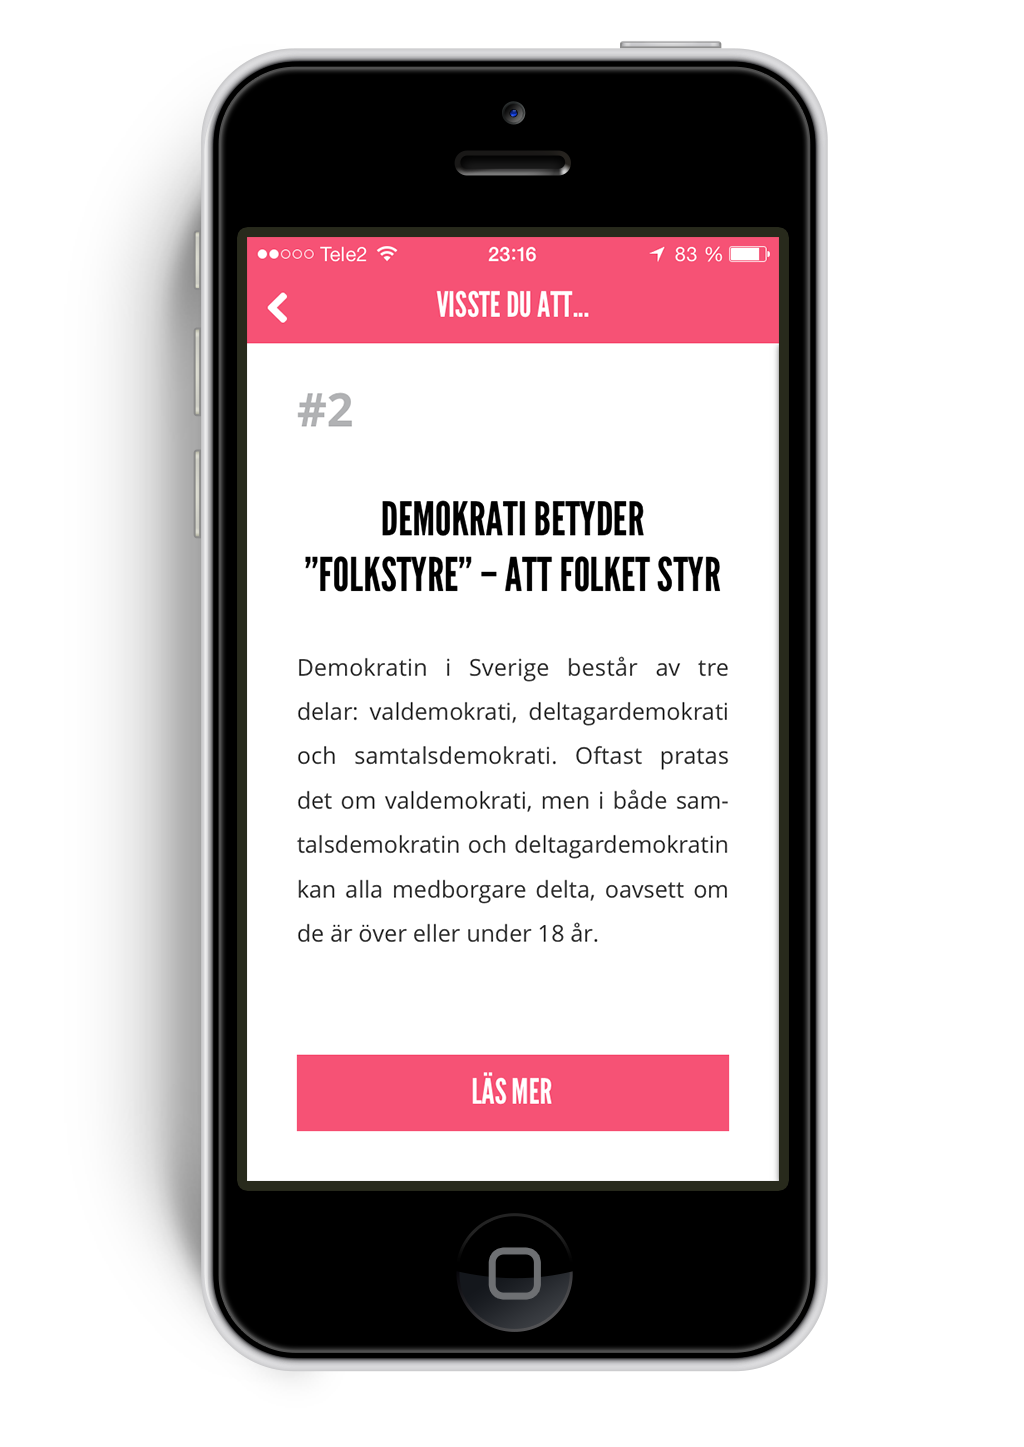 Tele2 23:16 83 %
VISSTE DU ATT...
#2
DEMOKRATI BETYDER
”FOLKSTYRE” – ATT FOLKET STYR
Demokratin i Sverige består av tre
delar: valdemokrati, deltagardemokrati
och samtalsdemokrati. Oftast pratas
det om valdemokrati, men i både sam-
talsdemokratin och deltagardemokratin
kan alla medborgare delta, oavsett om
de är över eller under 18 år.
LÄS MER